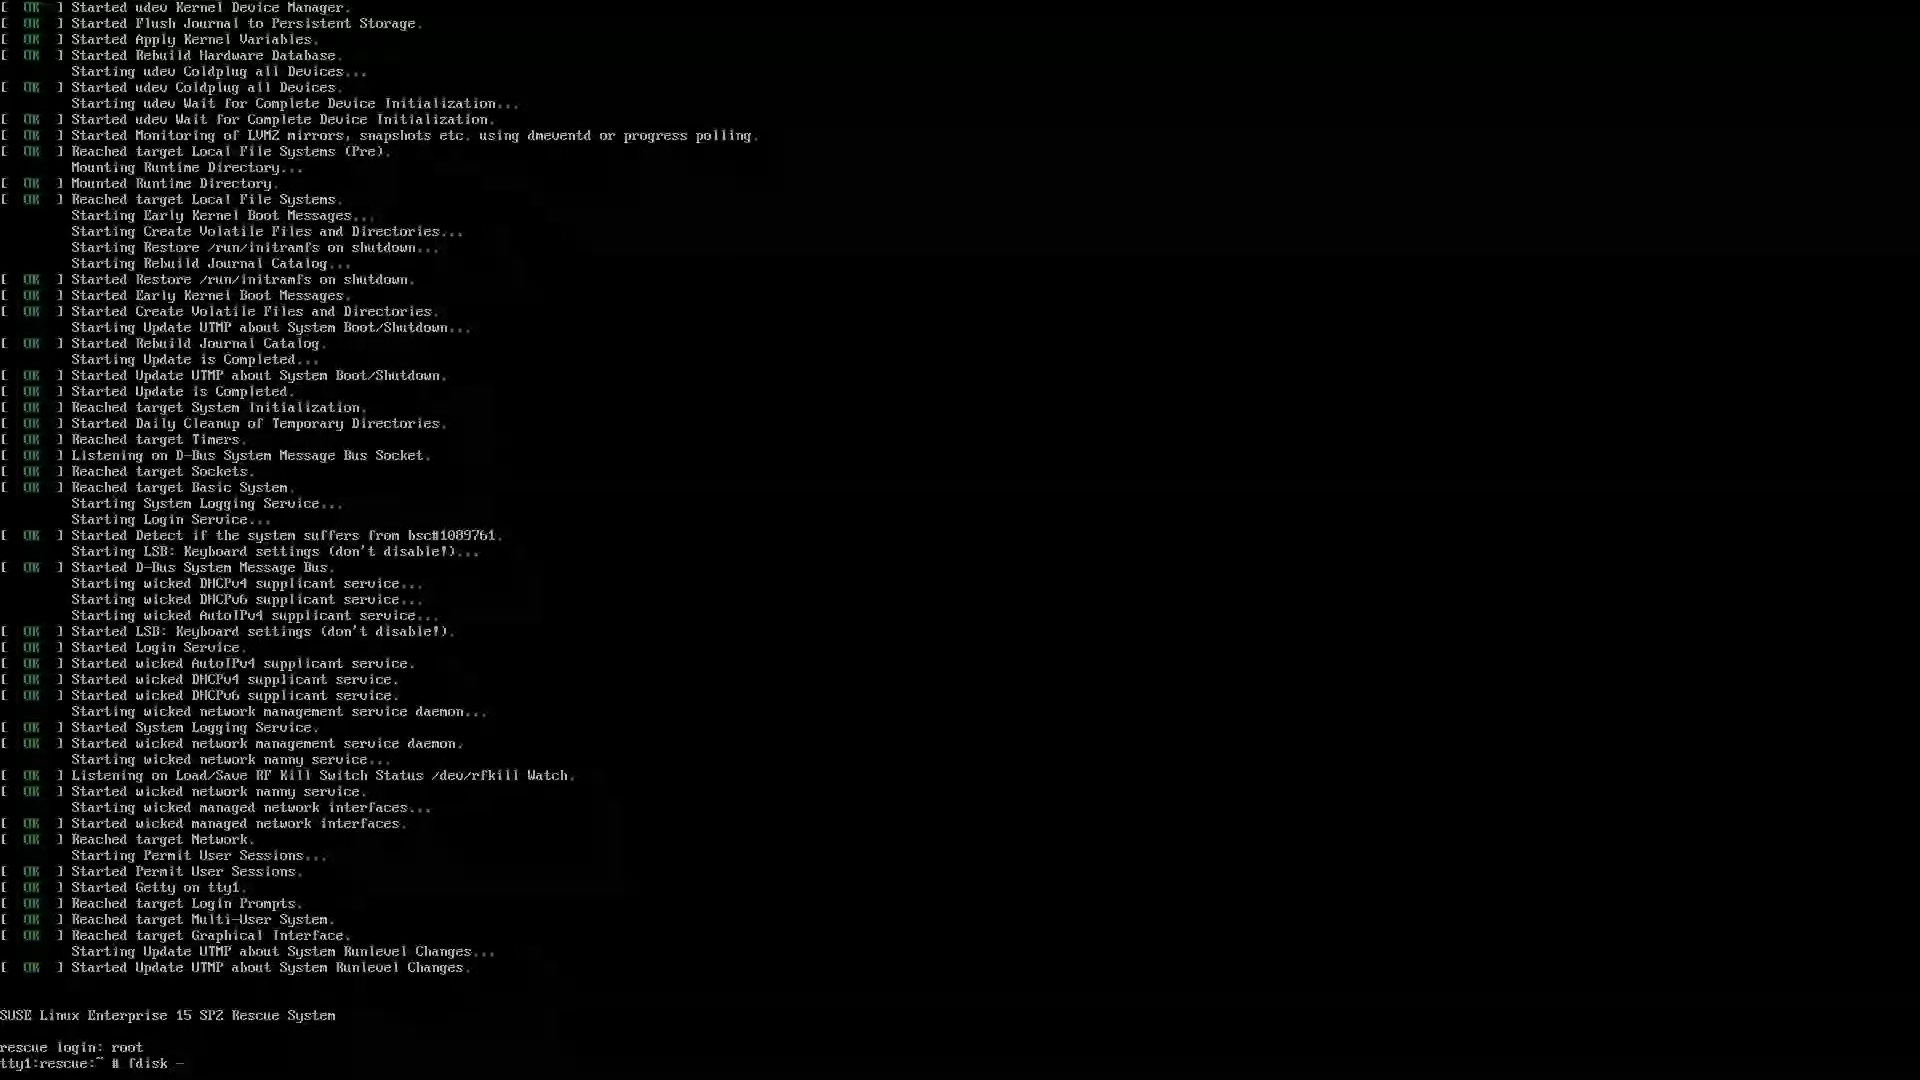 [  OK  ] Started udev Kernel Device Manager.
[  OK  ] Started Flush Journal to Persistent Storage.
[  OK  ] Started Apply Kernel Variables.
[  OK  ] Started Rebuild Hardware Database.
Starting udev Coldplug all Devices...
[  OK  ] Started udev Coldplug all Devices.
Starting udev Wait for Complete Device Initialization...
[  OK  ] Started udev Wait for Complete Device Initialization.
[  OK  ] Started Monitoring of LVM2 mirrors, snapshots etc. using dmeventd or progress polling.
[  OK  ] Reached target Local File Systems (Pre).
Mounting Runtime Directory...
[  OK  ] Mounted Runtime Directory.
[  OK  ] Reached target Local File Systems.
Starting Early Kernel Boot Messages...
Starting Create Volatile Files and Directories...
Starting Restore /run/initramfs on shutdown...
Starting Rebuild Journal Catalog...
[  OK  ] Started Restore /run/initramfs on shutdown.
[  OK  ] Started Early Kernel Boot Messages.
[  OK  ] Started Create Volatile Files and Directories.
Starting Update UTMP about System Boot/Shutdown...
[  OK  ] Started Rebuild Journal Catalog.
Starting Update is Completed...
[  OK  ] Started Update UTMP about System Boot/Shutdown.
[  OK  ] Started Update is Completed.
[  OK  ] Reached target System Initialization.
[  OK  ] Started Daily Cleanup of Temporary Directories.
[  OK  ] Reached target Timers.
[  OK  ] Listening on D-Bus System Message Bus Socket.
[  OK  ] Reached target Sockets.
[  OK  ] Reached target Basic System.
Starting System Logging Service...
Starting Login Service...
[  OK  ] Started Detect if the system suffers from bsc#1089761.
Starting LSB: Keyboard settings (don't disable!)...
[  OK  ] Started D-Bus System Message Bus.
Starting wicked DHCPv4 supplicant service...
Starting wicked DHCPv6 supplicant service...
Starting wicked AutoIPv4 supplicant service...
[  OK  ] Started LSB: Keyboard settings (don't disable!).
[  OK  ] Started Login Service.
[  OK  ] Started wicked AutoIPv4 supplicant service.
[  OK  ] Started wicked DHCPv4 supplicant service.
[  OK  ] Started wicked DHCPv6 supplicant service.
Starting wicked network management service daemon...
[  OK  ] Started System Logging Service.
[  OK  ] Started wicked network management service daemon.
Starting wicked network nanny service...
[  OK  ] Listening on Load/Save RF Kill Switch Status /dev/rfkill Watch.
[  OK  ] Started wicked network nanny service.
Starting wicked managed network interfaces...
[  OK  ] Started wicked managed network interfaces.
[  OK  ] Reached target Network.
Starting Permit User Sessions...
[  OK  ] Started Permit User Sessions.
[  OK  ] Started Getty on tty1.
[  OK  ] Reached target Login Prompts.
[  OK  ] Reached target Multi-User System.
[  OK  ] Reached target Graphical Interface.
Starting Update UTMP about System Runlevel Changes...
[  OK  ] Started Update UTMP about System Runlevel Changes.
SUSE Linux Enterprise 15 SP2 Rescue System
rescue login: root
tty1:rescue:~ # fdisk -